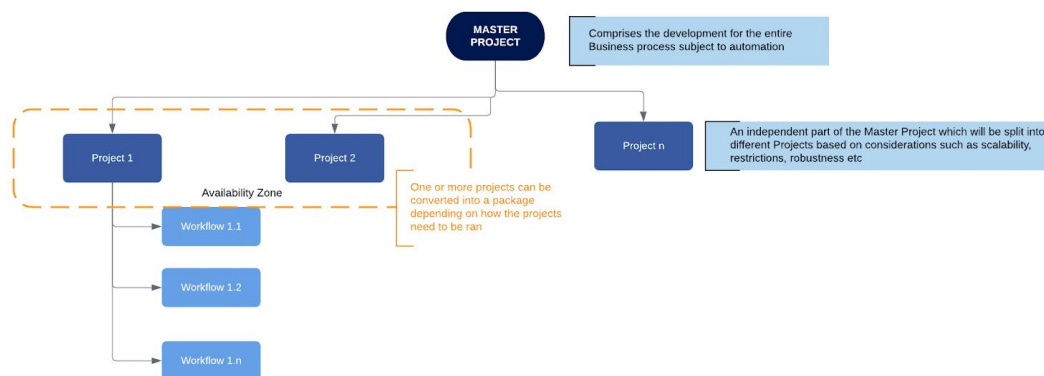 MASTER
PROJECT
Comprises the development for the entire
Business process subject to automation
Project 1
Project 2
Project n
An independent part of the Master Project which will be split into
different Projects based on considerations such as scalability,
restrictions, robustness etc
Availability Zone
One or more projects can be
converted into a package
depending on how the projects
need to be ran
Workflow 1.1
Workflow 1.2
Workflow 1.n